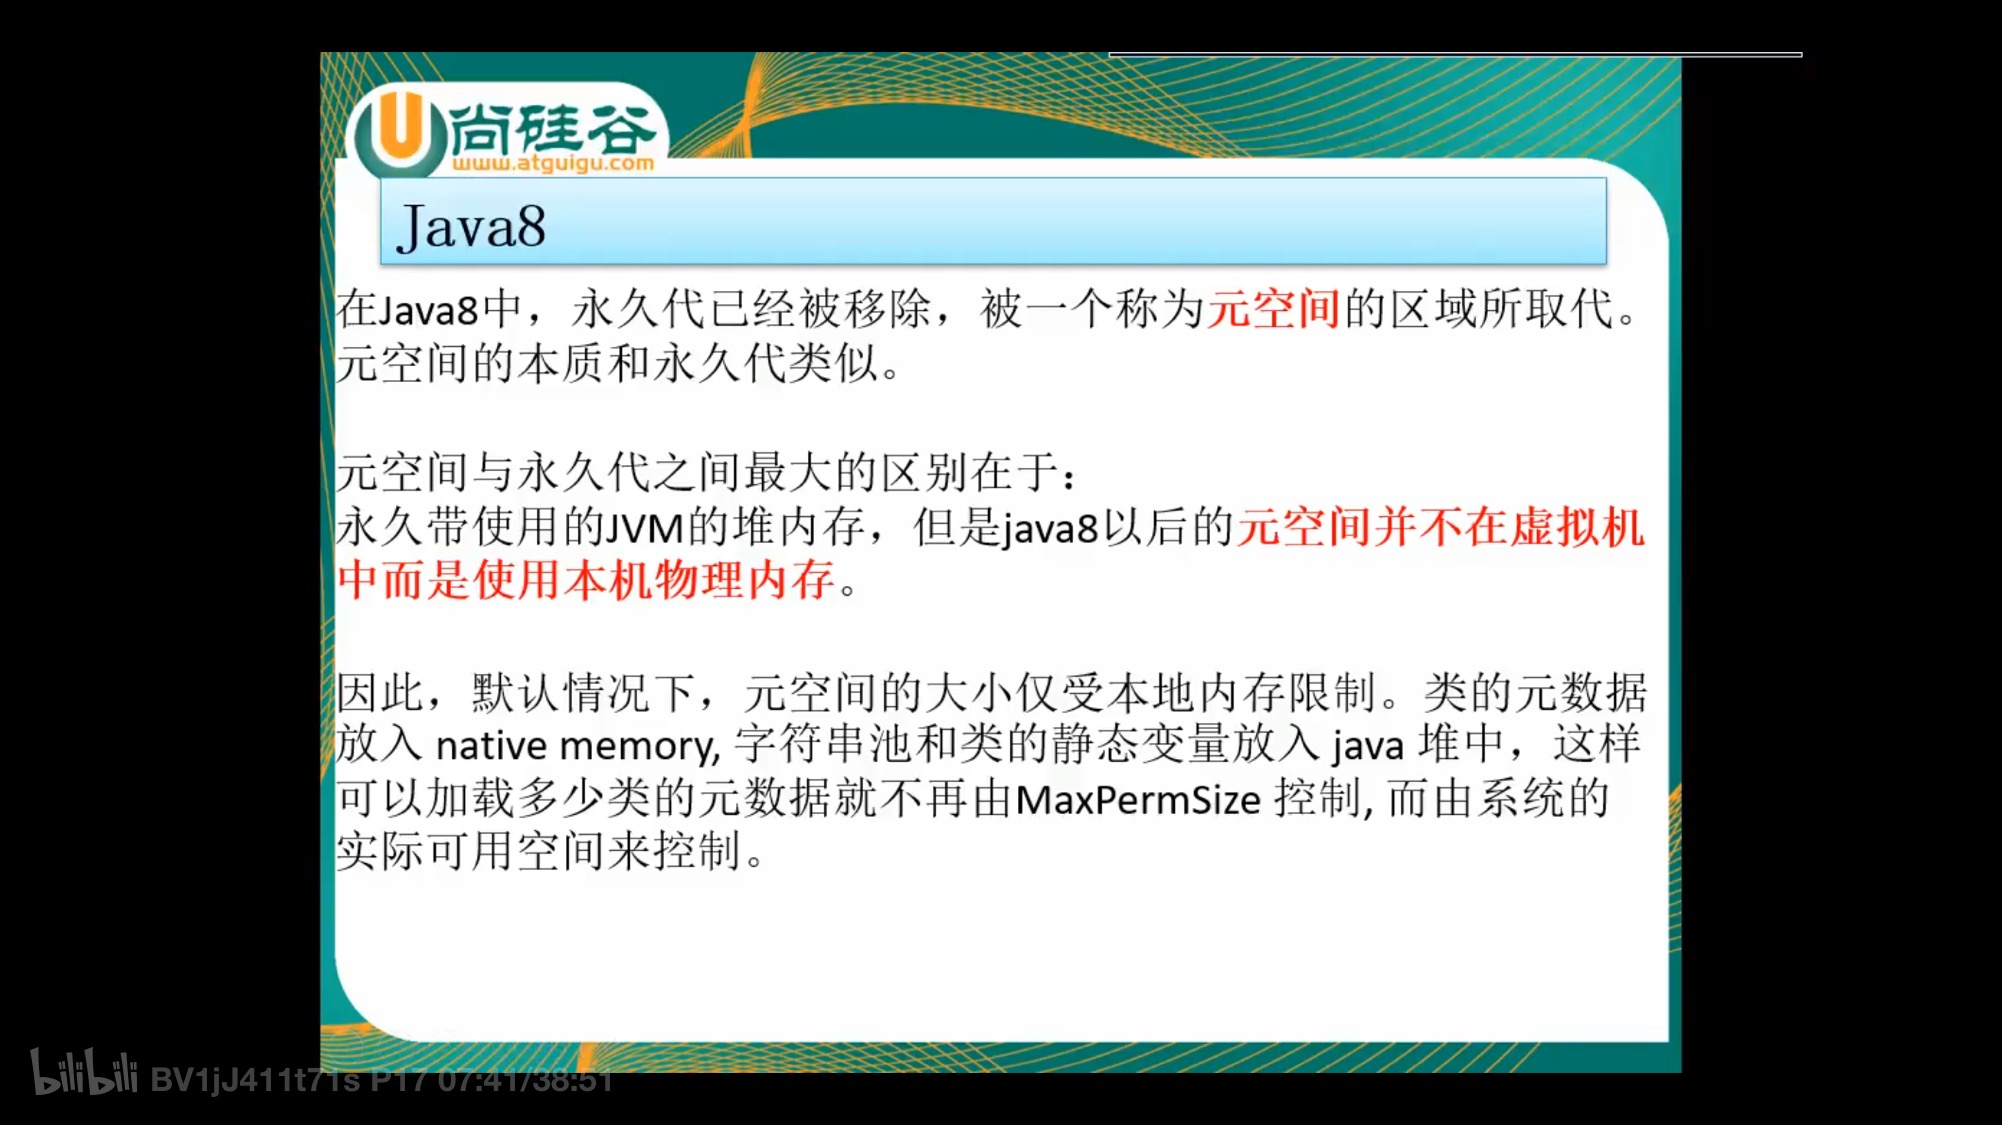 尚硅谷
www.atguigu.com
Java8
在Java8中，永久代已经被移除，被一个称为元空间的区域所取代。
元空间的本质和永久代类似。
元空间与永久代之间最大的区别在于：
永久带使用的JVM的堆内存，但是java8以后的元空间并不在虚拟机
中而是使用本机物理内存。
因此，默认情况下，元空间的大小仅受本地内存限制。类的元数据
放入 native memory, 字符串池和类的静态变量放入 java 堆中，这样
可以加载多少类的元数据就不再由MaxPermSize 控制, 而由系统的
实际可用空间来控制。
bilibili BV1jJ411t71s P17 07:41/38:51